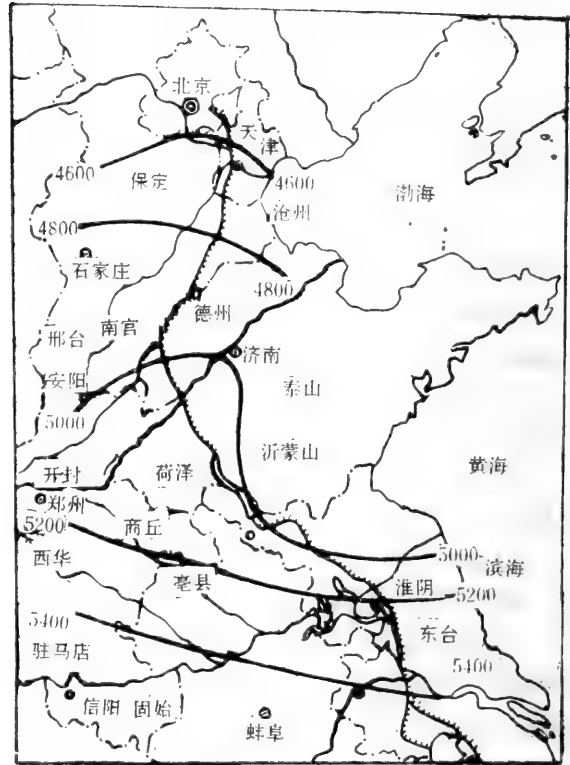 北京
天津
4600
保定
4600
渤海
沧州
4800
石家庄
4800
德州
南宫
邢台
济南
安阳
泰山
5000
沂蒙山
黄海
开封
荷泽
郑州
5200
商丘
5000
滨海
西华
亳县
淮阴
5200
5400
东台
驻马店
5400
信阳
固始
蚌阜